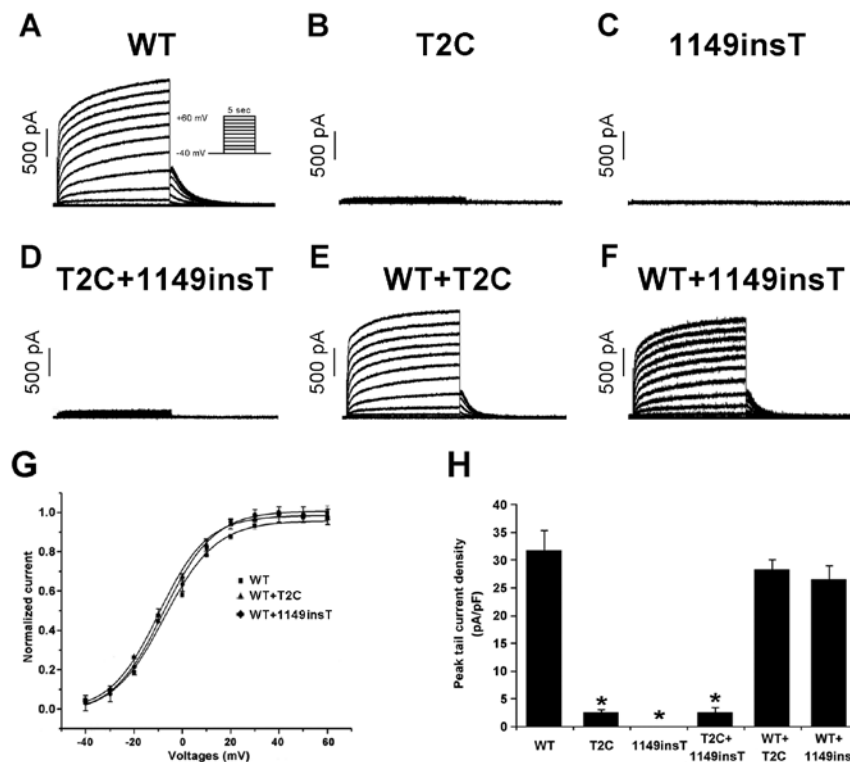 A
WT
500 pA
5 sec
+60 mV
-40 mV
B
T2C
500 pA
C
1149insT
500 pA
D
T2C+1149insT
500 pA
E
WT+T2C
500 pA
F
WT+1149insT
500 pA
G
Normalized current
1.0
0.8
0.6
0.4
0.2
0.0
-40
-20
0
20
40
60
Voltages (mV)
WT
WT+T2C
WT+1149insT
H
Peak tail current density
(pA/pF)
40
35
30
25
20
15
10
5
0
*
*
*
WT
T2C
1149insT
T2C+
1149insT
WT+
T2C
WT+
1149ins